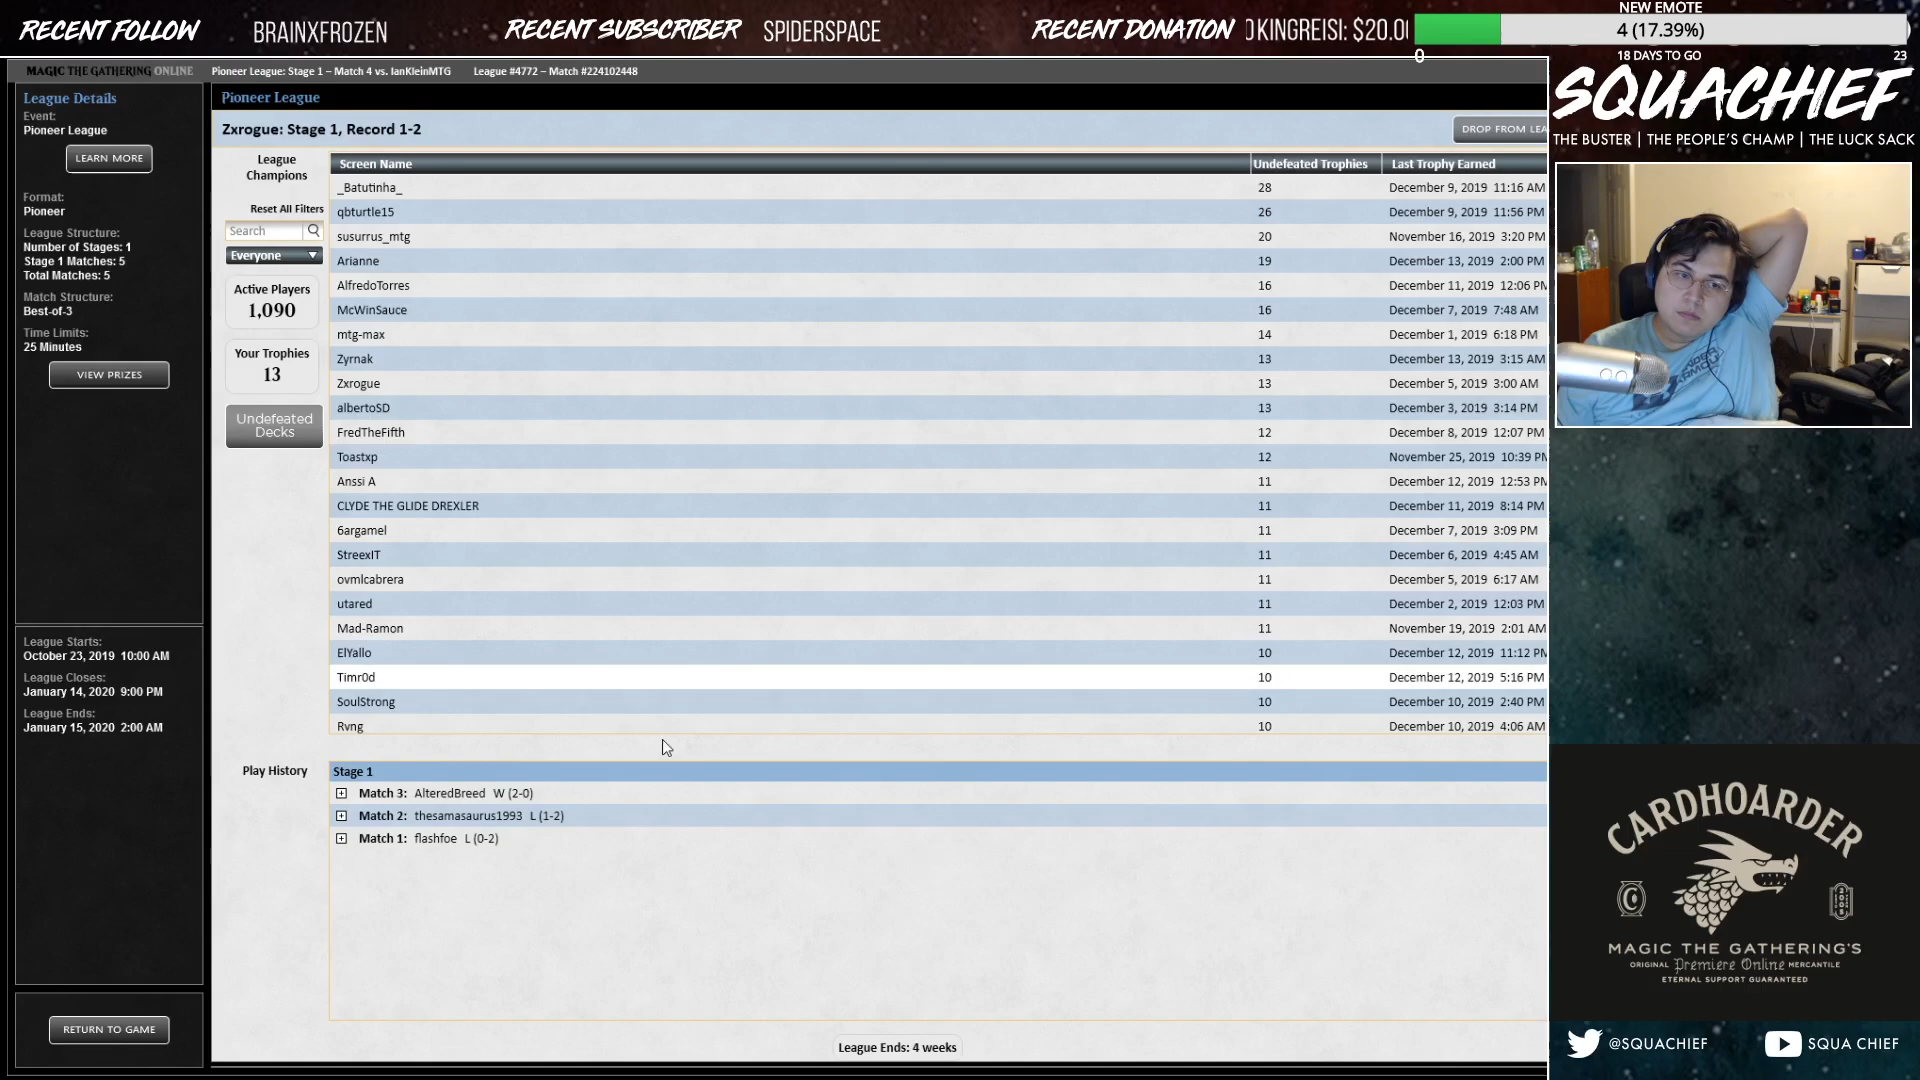 RECENT FOLLOW BRAINXFROZEN RECENT SUBSCRIBER SPIDERSPACE RECENT DONATION KINGREISI: $20.0
NEW EMOTE
4 (17.39%)
0 18 DAYS TO GO 23
MAGIC THE GATHERING ONLINE Pioneer League: Stage 1 – Match 4 vs. IanKleinMTG League #4772 – Match #224102448
League Details
Event:
Pioneer League
LEARN MORE
Format:
Pioneer
League Structure:
Number of Stages: 1
Stage 1 Matches: 5
Total Matches: 5
Match Structure:
Best-of-3
Time Limits:
25 Minutes
VIEW PRIZES
League Starts:
October 23, 2019 10:00 AM
League Closes:
January 14, 2020 9:00 PM
League Ends:
January 15, 2020 2:00 AM
RETURN TO GAME
Pioneer League
Zxrogue: Stage 1, Record 1-2 DROP FROM LEA
League
Champions
Reset All Filters
Search
Everyone
Active Players
1,090
Your Trophies
13
Undefeated
Decks
Screen Name Undefeated Trophies Last Trophy Earned
_Batutinha_ 28 December 9, 2019 11:16 AM
qbturtle15 26 December 9, 2019 11:56 PM
susurrus_mtg 20 November 16, 2019 3:20 PM
Arianne 19 December 13, 2019 2:00 PM
AlfredoTorres 16 December 11, 2019 12:06 PM
McWinSauce 16 December 7, 2019 7:48 AM
mtg-max 14 December 1, 2019 6:18 PM
Zyrnak 13 December 13, 2019 3:15 AM
Zxrogue 13 December 5, 2019 3:00 AM
albertoSD 13 December 3, 2019 3:14 PM
FredTheFifth 12 December 8, 2019 12:07 PM
Toastxp 12 November 25, 2019 10:39 PM
Anssi A 11 December 12, 2019 12:53 PM
CLYDE THE GLIDE DREXLER 11 December 11, 2019 8:14 PM
6argamel 11 December 7, 2019 3:09 PM
StreexIT 11 December 6, 2019 4:45 AM
ovmlcabrera 11 December 5, 2019 6:17 AM
utared 11 December 2, 2019 12:03 PM
Mad-Ramon 11 November 19, 2019 2:01 AM
ElYallo 10 December 12, 2019 11:12 PM
Timr0d 10 December 12, 2019 5:16 PM
SoulStrong 10 December 10, 2019 2:40 PM
Rvng 10 December 10, 2019 4:06 AM
Play History
Stage 1
Match 3: AlteredBreed W (2-0)
Match 2: thesamasaurus1993 L (1-2)
Match 1: flashfoe L (0-2)
League Ends: 4 weeks
SQUACHIEF
THE BUSTER | THE PEOPLE'S CHAMP | THE LUCK SACK
CARDHOARDER
MAGIC THE GATHERING'S
ORIGINAL Premiere Online MERCANTILE
ETERNAL SUPPORT GUARANTEED
@SQUACHIEF SQUA CHIEF